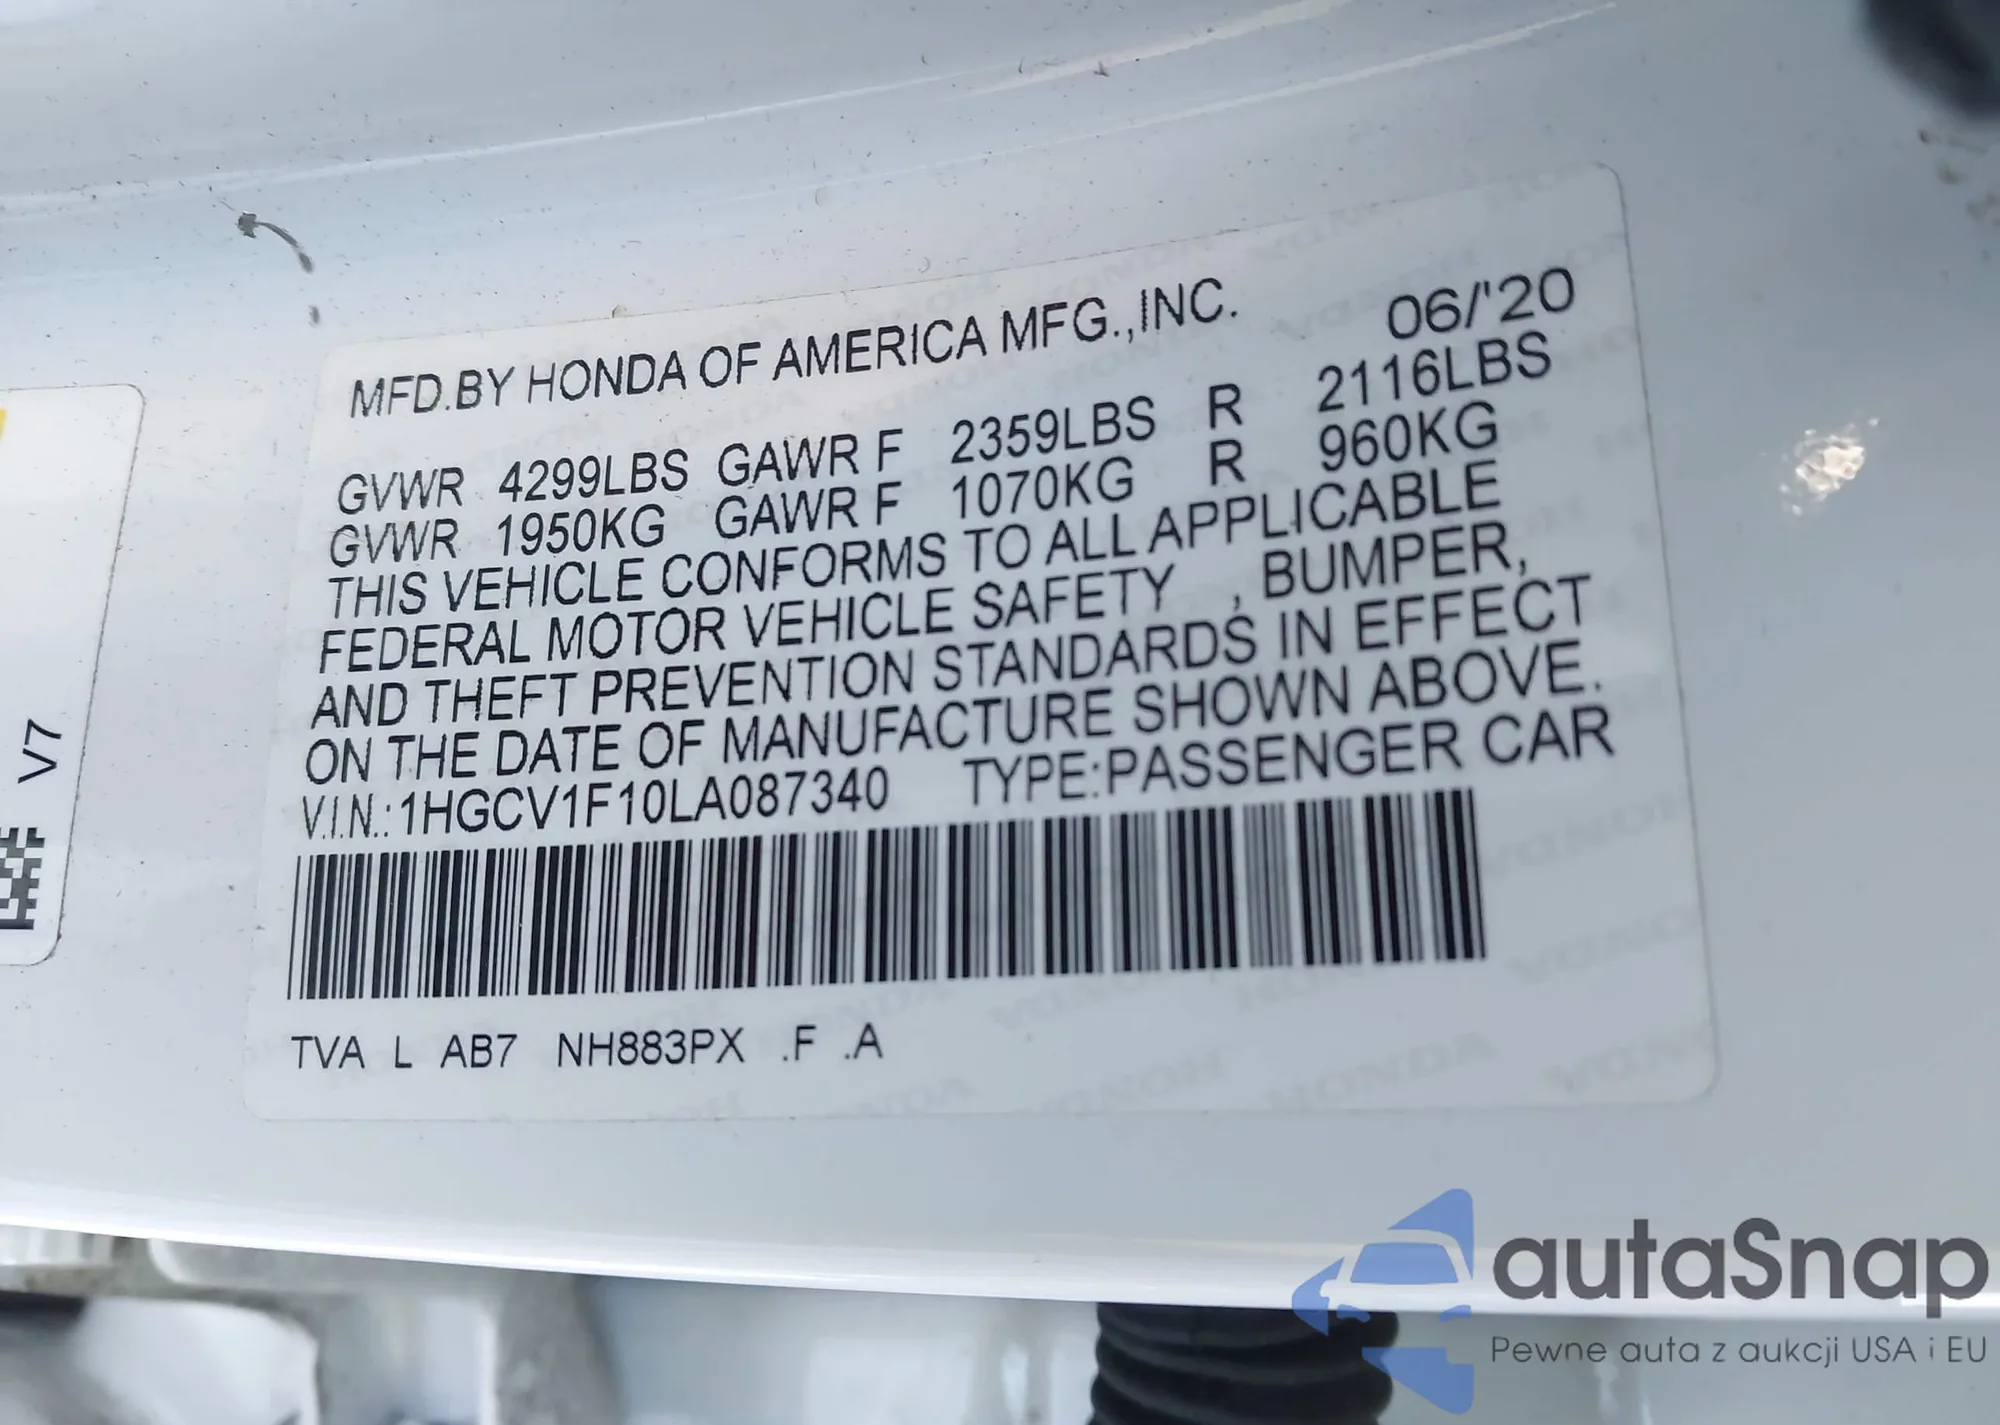 MFD.BY HONDA OF AMERICA MFG.,INC. 06/'20
GVWR 4299LBS GAWR F 2359LBS R 2116LBS
GVWR 1950KG GAWR F 1070KG R 960KG
THIS VEHICLE CONFORMS TO ALL APPLICABLE
FEDERAL MOTOR VEHICLE SAFETY , BUMPER,
AND THEFT PREVENTION STANDARDS IN EFFECT
ON THE DATE OF MANUFACTURE SHOWN ABOVE.
V.I.N.: 1HGCV1F10LA087340 TYPE:PASSENGER CAR
TVA L AB7 NH883PX .F .A
V7
autaSnap
Pewne auta z aukcji USA i EU